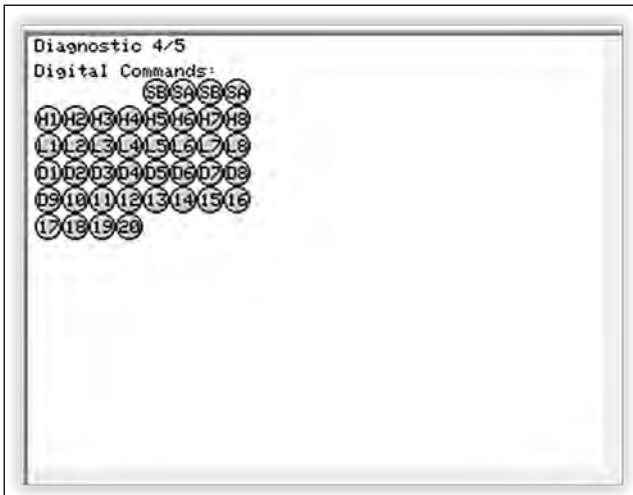 Diagnostic 4/5
Digital Commands:
SB SA SB SA
H1 H2 H3 H4 H5 H6 H7 H8
L1 L2 L3 L4 L5 L6 L7 L8
D1 D2 D3 D4 D5 D6 D7 D8
D9 10 11 12 13 14 15 16
17 18 19 20